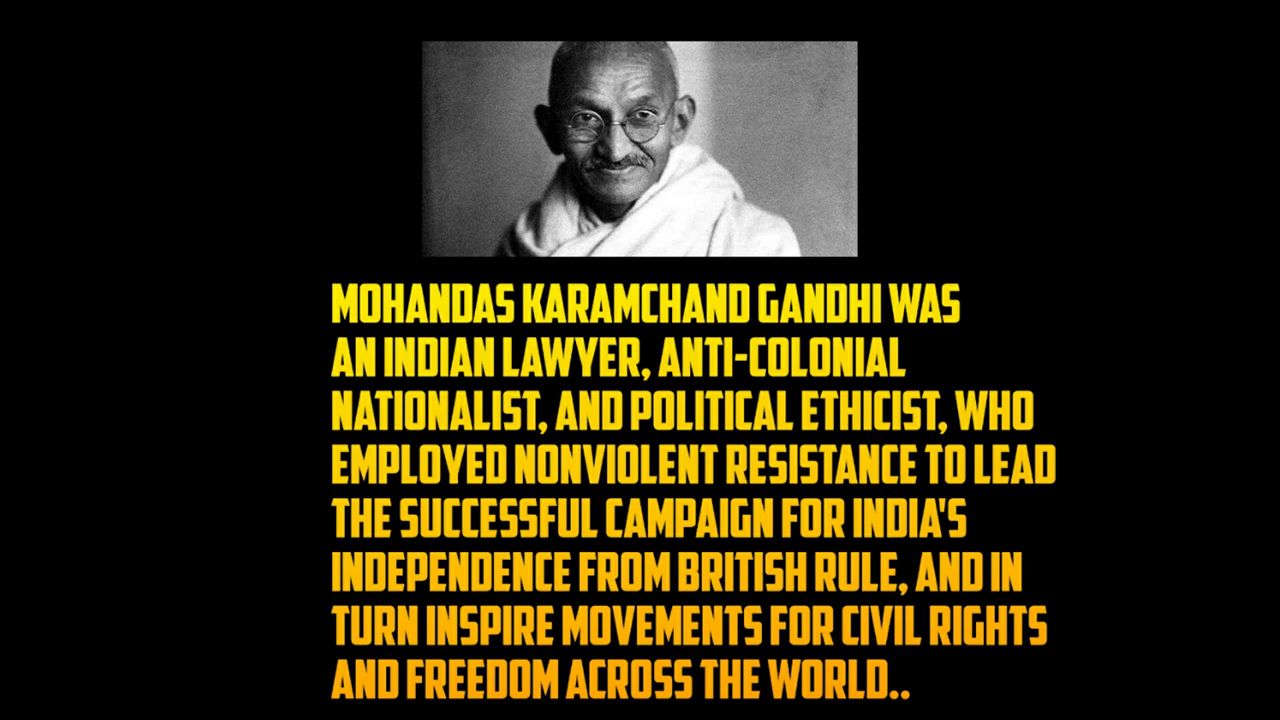 MOHANDAS KARAMCHAND GANDHI WAS
AN INDIAN LAWYER, ANTI-COLONIAL
NATIONALIST, AND POLITICAL ETHICIST, WHO
EMPLOYED NONVIOLENT RESISTANCE TO LEAD
THE SUCCESSFUL CAMPAIGN FOR INDIA'S
INDEPENDENCE FROM BRITISH RULE, AND IN
TURN INSPIRE MOVEMENTS FOR CIVIL RIGHTS
AND FREEDOM ACROSS THE WORLD..